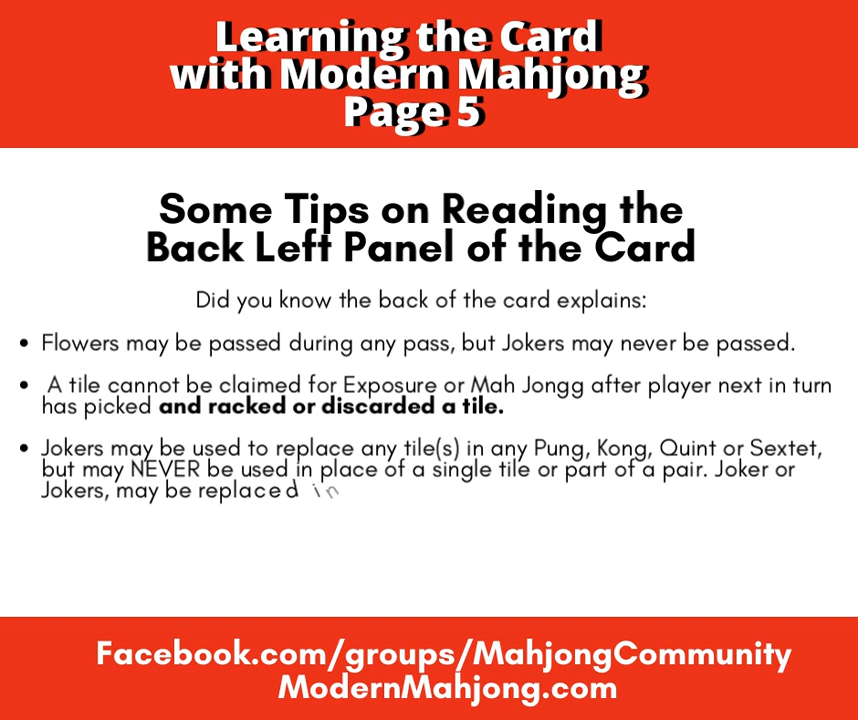 Learning the Card
with Modern Mahjong
Page 5
Some Tips on Reading the
Back Left Panel of the Card
Did you know the back of the card explains:
• Flowers may be passed during any pass, but Jokers may never be passed.
• A tile cannot be claimed for Exposure or Mah Jongg after player next in turn
has picked and racked or discarded a tile.
• Jokers may be used to replace any tile(s) in any Pung, Kong, Quint or Sextet,
but may NEVER be used in place of a single tile or part of a pair. Joker or
Jokers, may be replaced in
Facebook.com/groups/MahjongCommunity
ModernMahjong.com